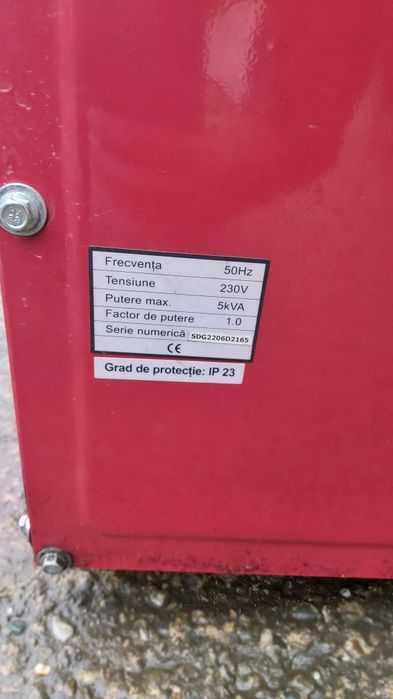 Frecvența 50Hz
Tensiune 230V
Putere max. 5kVA
Factor de putere 1.0
Serie numerică SDG2206D2165
CE
Grad de protecție: IP 23